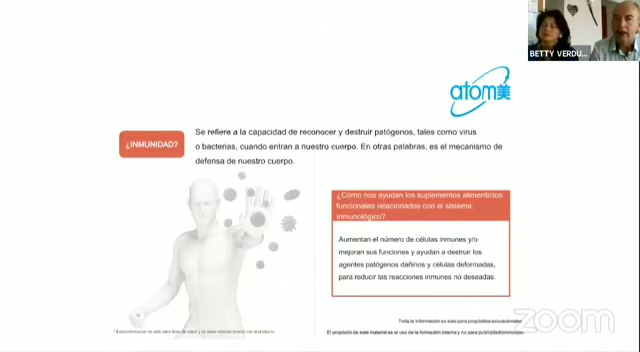 BETTY VERDU...
atom美
¿INMUNIDAD?
Se refiere a la capacidad de reconocer y destruir patógenos, tales como virus
o bacterias, cuando entran a nuestro cuerpo. En otras palabras, es el mecanismo de
defensa de nuestro cuerpo.
¿Cómo nos ayudan los suplementos alimenticios
funcionales relacionados con el sistema
inmunológico?
Aumentan el número de células inmunes y/o
mejoran sus funciones y ayudan a destruir los
agentes patógenos dañinos y células deformadas,
para reducir las reacciones inmunes no deseadas.
Toda la información es solo para propósitos educacionales
zoom
El propósito de este material es el uso de la formación interna y no para publicidad/promoción